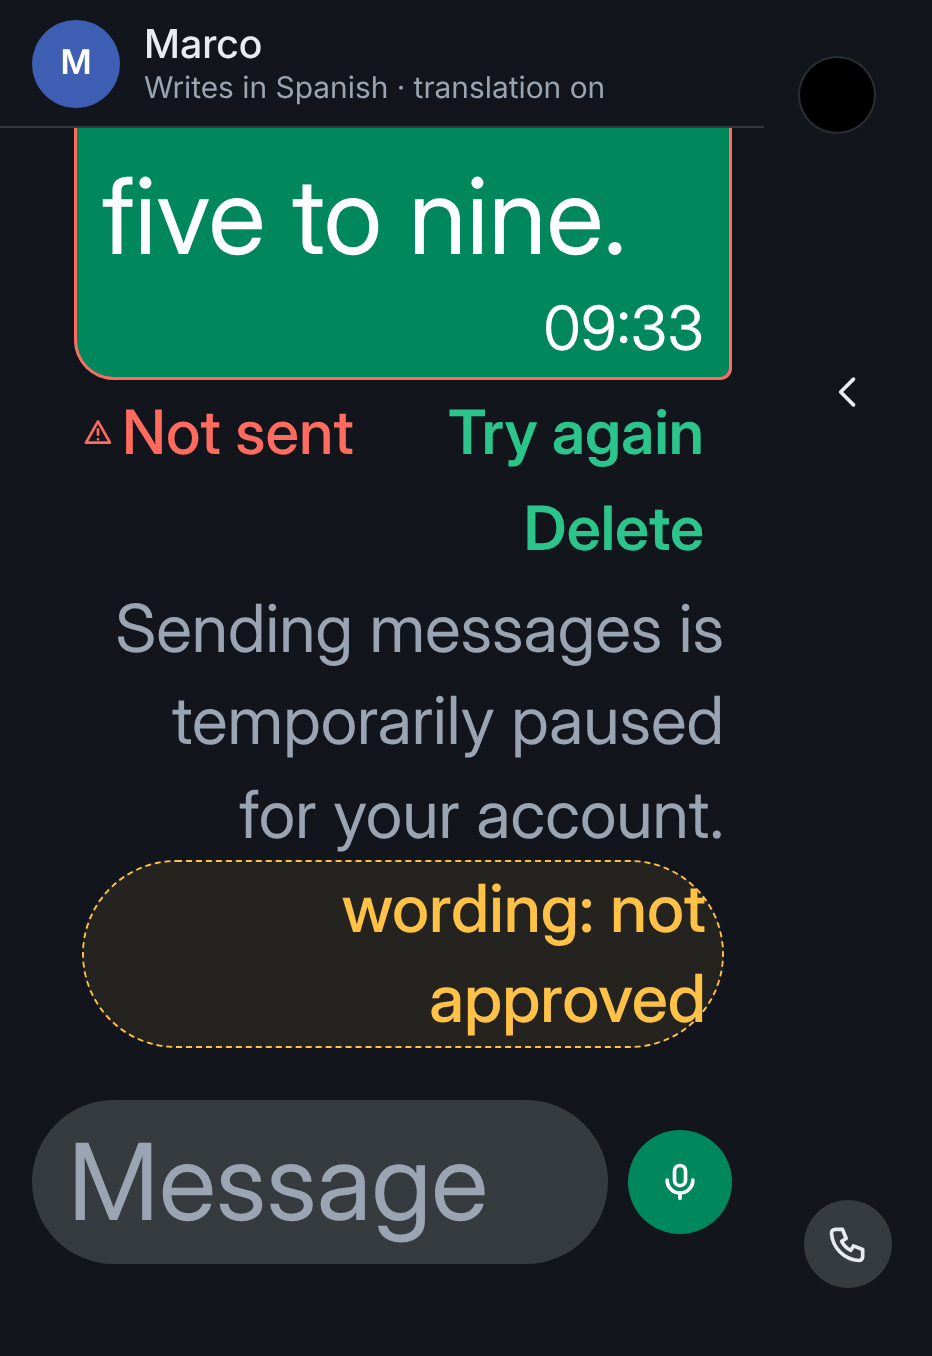 M
Marco
Writes in Spanish · translation on
five to nine.
09:33
Not sent
Try again
Delete
Sending messages is
temporarily paused
for your account.
wording: not
approved
Message